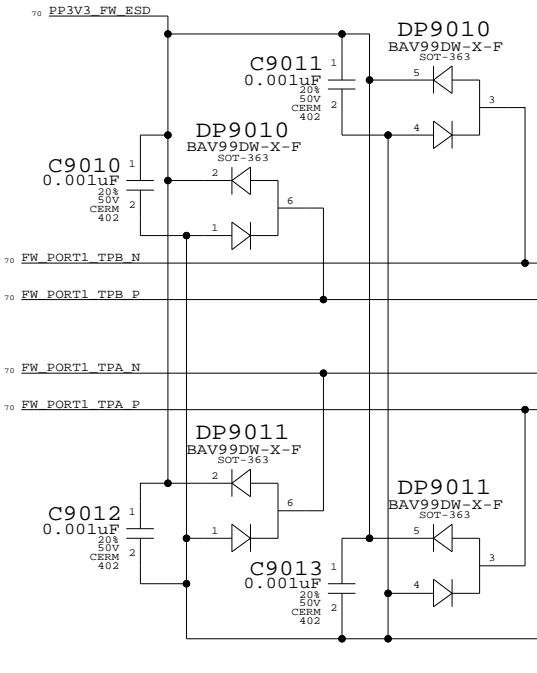 70 PP3V3_FW_ESD
DP9010
BAV99DW-X-F
SOT-363
C9011
0.001uF
20%
50V
CERM
402
1
2
5
3
4
DP9010
BAV99DW-X-F
SOT-363
C9010
0.001uF
20%
50V
CERM
402
1
2
2
6
1
70 FW_PORT1_TPB_N
70 FW_PORT1_TPB_P
70 FW_PORT1_TPA_N
70 FW_PORT1_TPA_P
DP9011
BAV99DW-X-F
SOT-363
C9012
0.001uF
20%
50V
CERM
402
1
2
2
6
1
DP9011
BAV99DW-X-F
SOT-363
C9013
0.001uF
20%
50V
CERM
402
1
2
5
3
4